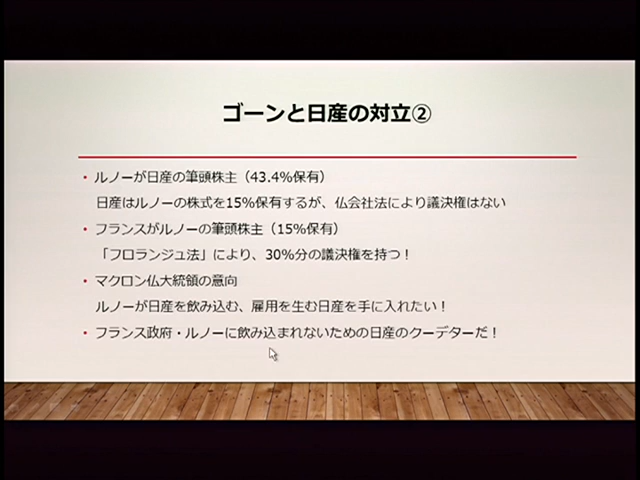 ゴーンと日産の対立②
• ルノーが日産の筆頭株主（43.4%保有）
日産はルノーの株式を15%保有するが、仏会社法により議決権はない
• フランスがルノーの筆頭株主（15%保有）
「フロランジュ法」により、30%分の議決権を持つ！
• マクロン仏大統領の意向
ルノーが日産を飲み込む、雇用を生む日産を手に入れたい！
• フランス政府・ルノーに飲み込まれないための日産のクーデターだ！